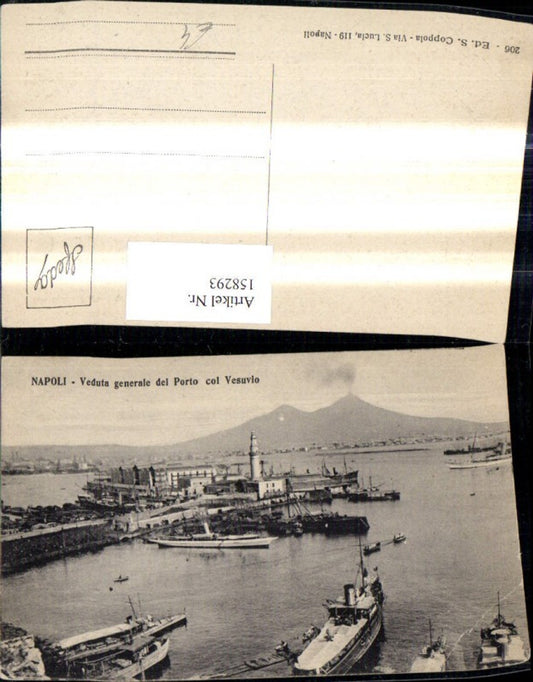 206 - Ed. S. Coppola - Via S. Lucia, 119 - Napoli
Artikel Nr.
158293
NAPOLI - Veduta generale del Porto col Vesuvio